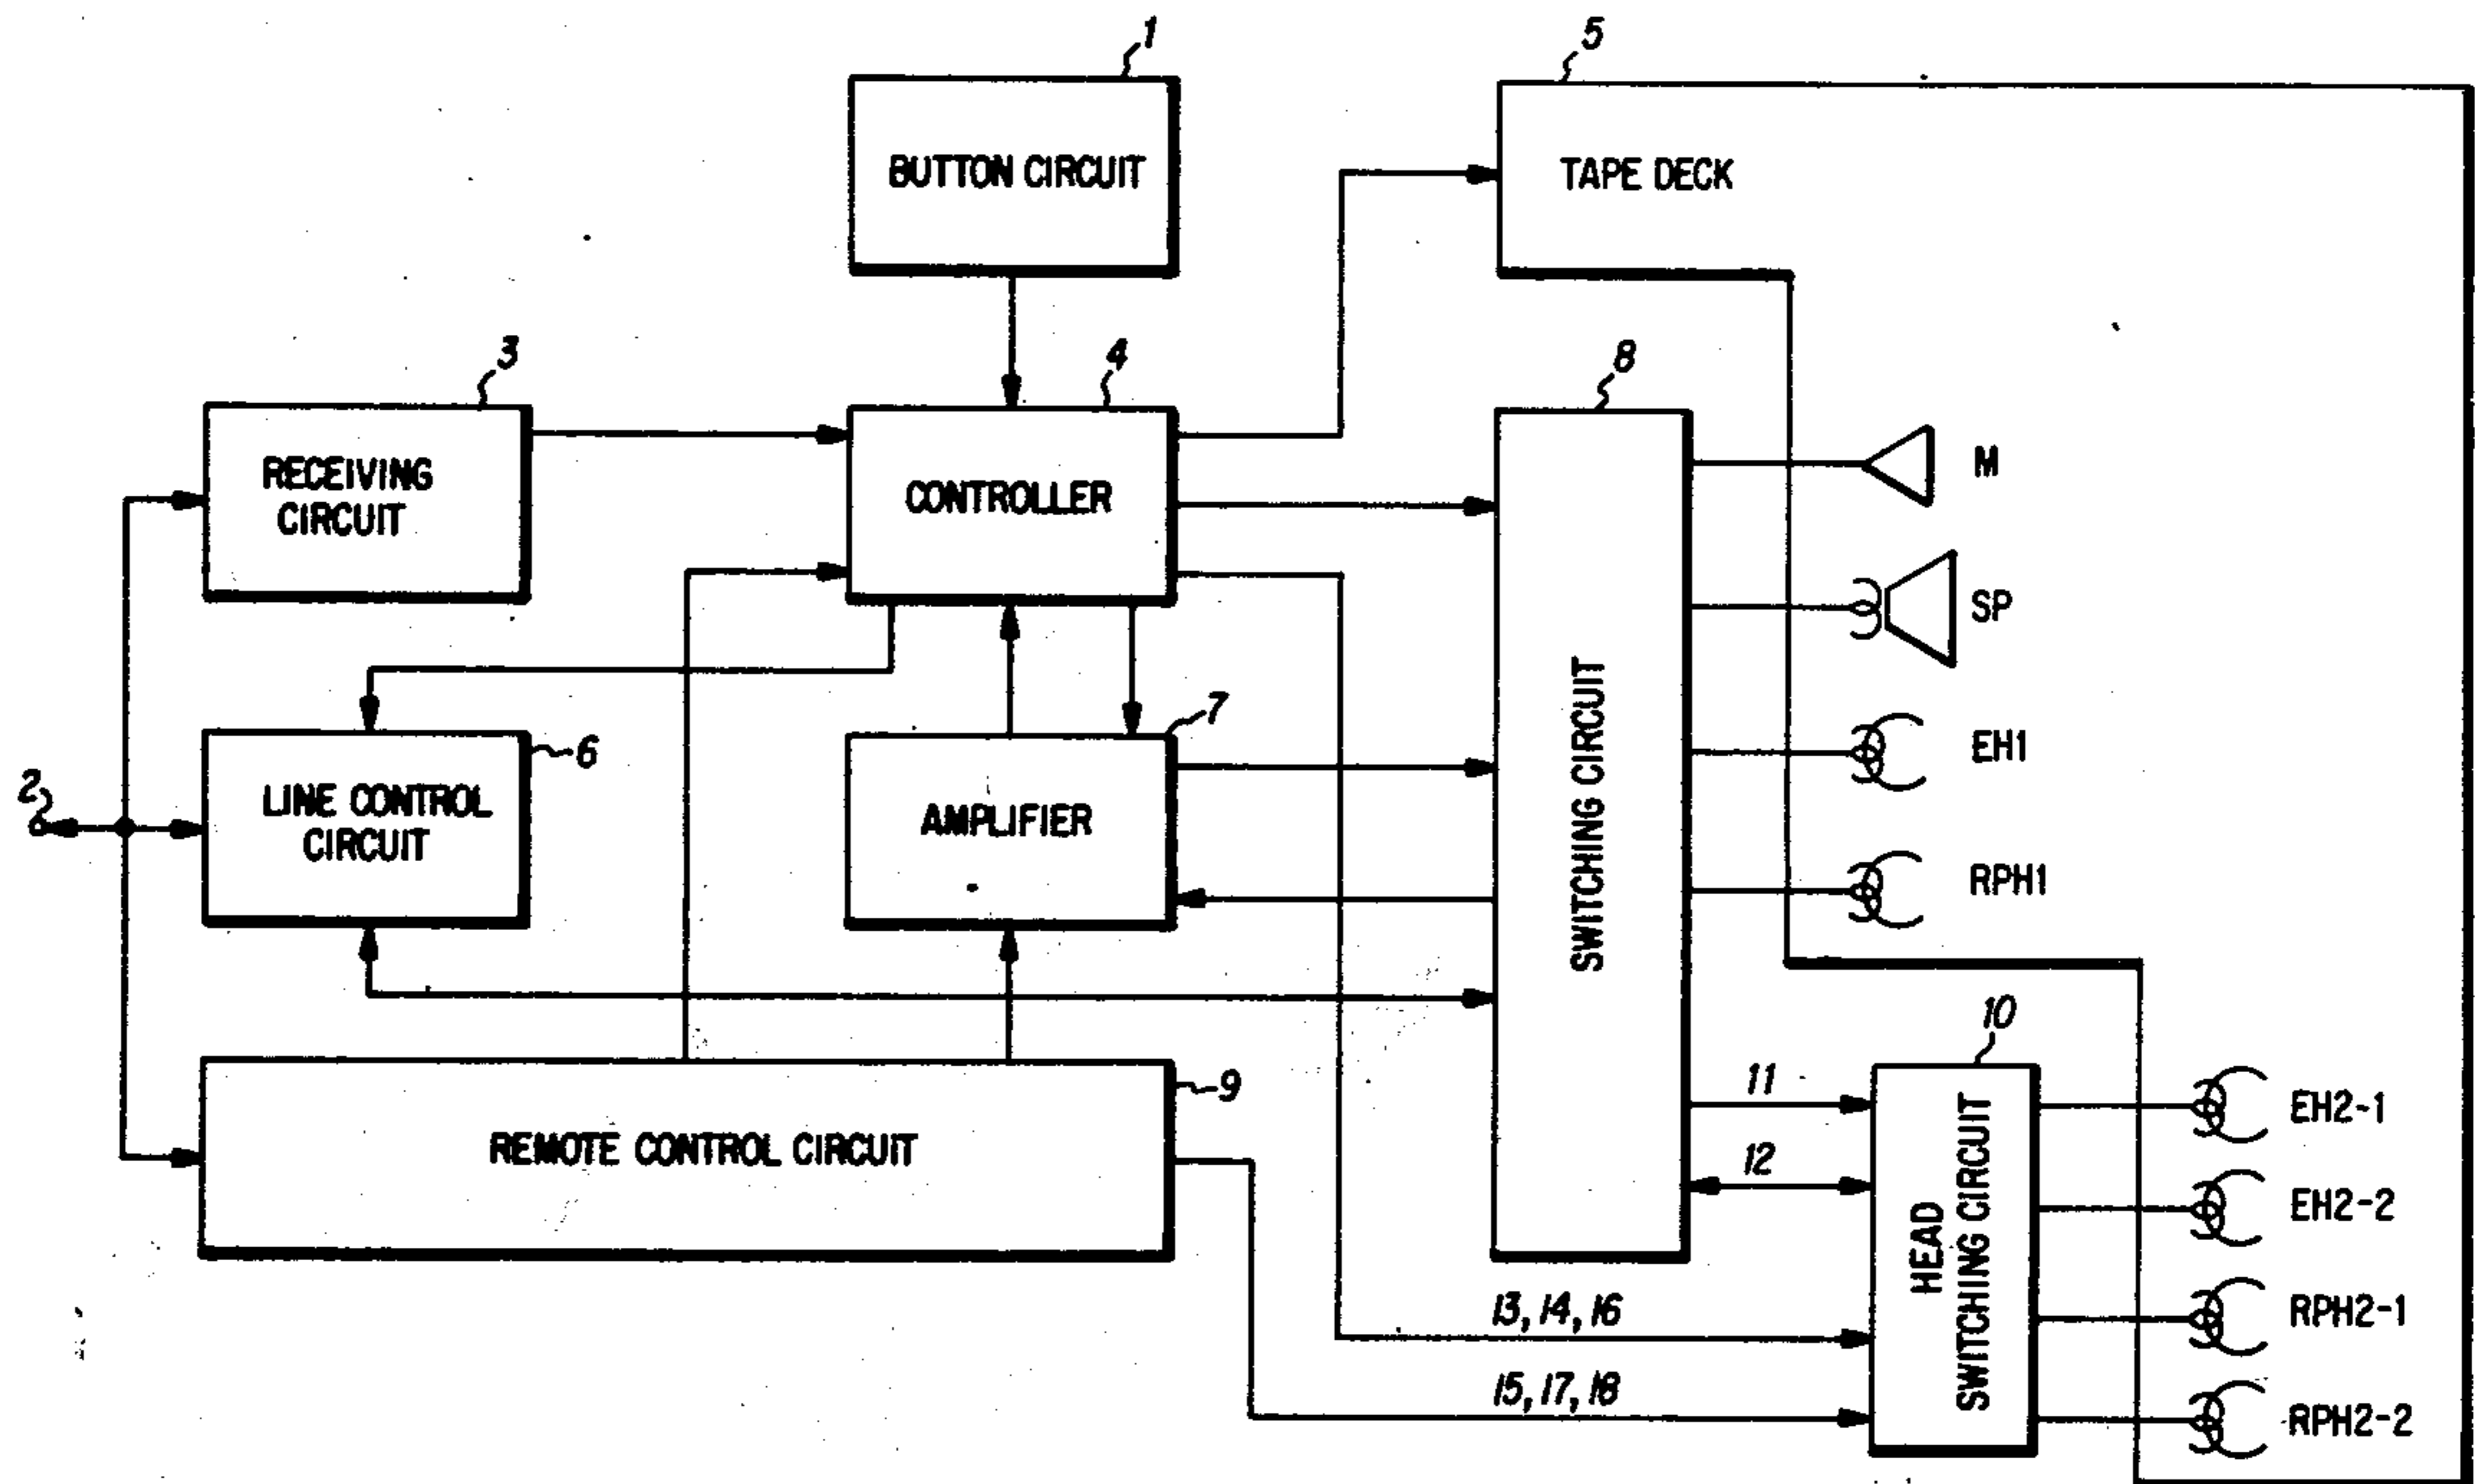 1
5
BUTTON CIRCUIT
TAPE DECK
3
4
8
RECEIVING
CIRCUIT
CONTROLLER
M
SP
SWITCHING CIRCUIT
2
6
7
LINE CONTROL
CIRCUIT
AMPLIFIER
EH1
RPH1
9
REMOTE CONTROL CIRCUIT
10
11
12
HEAD
SWITCHING CIRCUIT
EH2-1
EH2-2
13, 14, 16
RPH2-1
15, 17, 18
RPH2-2